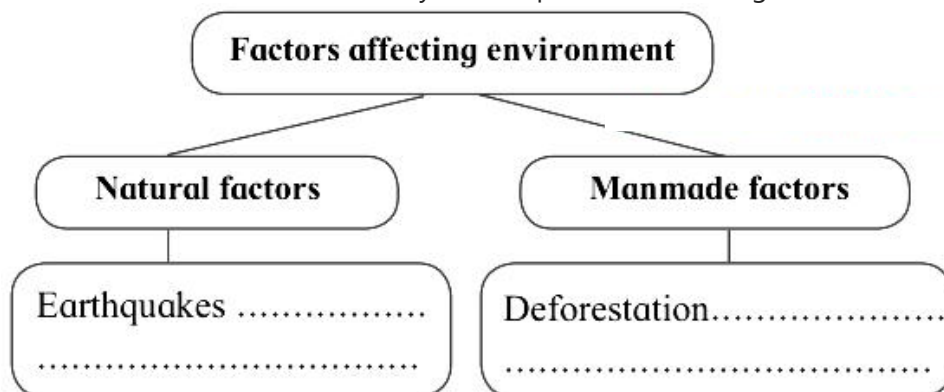 Factors affecting environment
Natural factors
Manmade factors
Earthquakes ..................
...................................
Deforestation......................
........................................